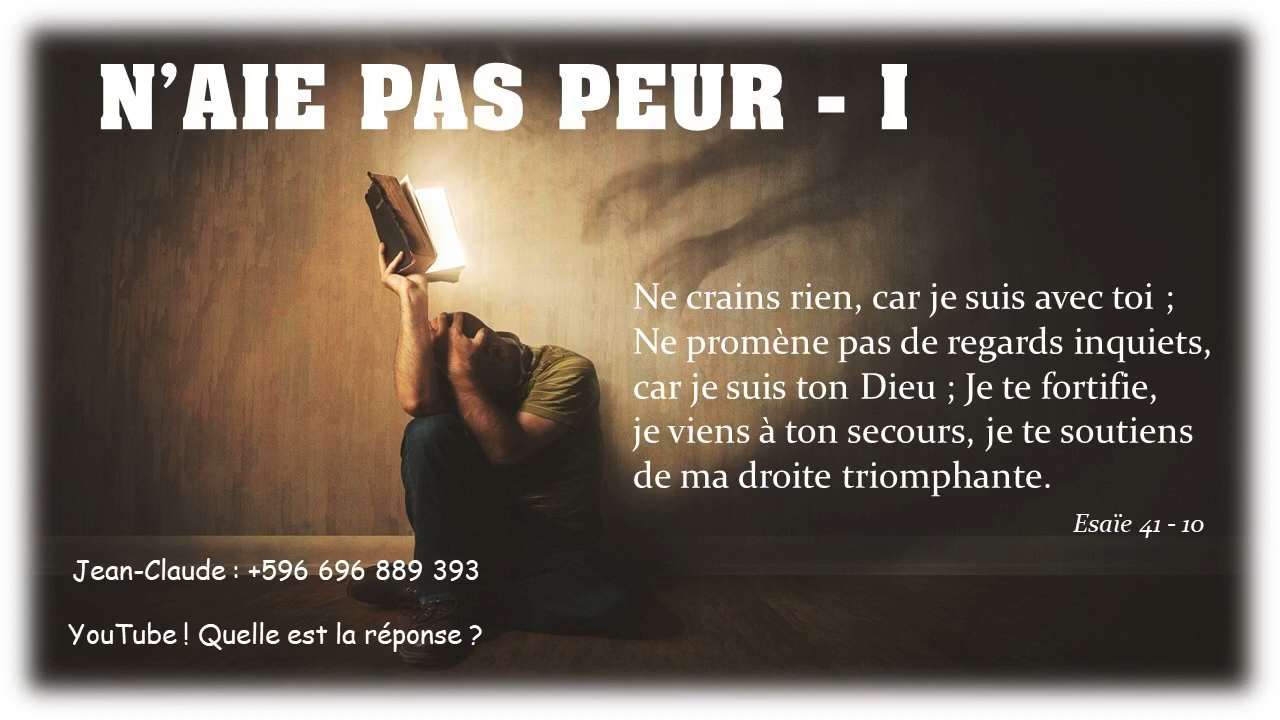 N’AIE PAS PEUR - I
Ne crains rien, car je suis avec toi ;
Ne promène pas de regards inquiets,
car je suis ton Dieu ; Je te fortifie,
je viens à ton secours, je te soutiens
de ma droite triomphante.
Esaïe 41 - 10
Jean-Claude : +596 696 889 393
YouTube ! Quelle est la réponse ?